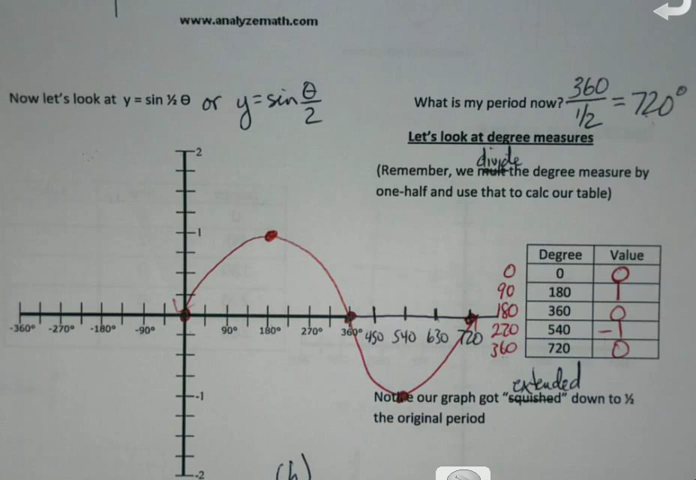 www.analyzemath.com
Now let's look at y = sin ½ θ or y = sin θ/2
What is my period now? 360/½ = 720°
Let's look at degree measures
divide
(Remember, we mult the degree measure by
one-half and use that to calc our table)
2
1
-360° -270° -180° -90° 90° 180° 270° 360° 450 540 630 720
-1
-2
Degree Value
0 0 0
90 180 1
180 360 0
270 540 -1
360 720 0
extended
Notice our graph got "squished" down to ½
the original period
(h)